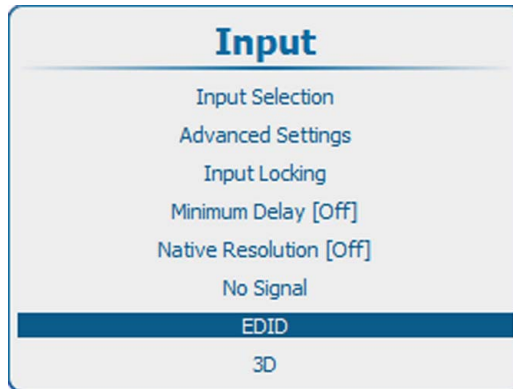 Input
Input Selection
Advanced Settings
Input Locking
Minimum Delay [Off]
Native Resolution [Off]
No Signal
EDID
3D